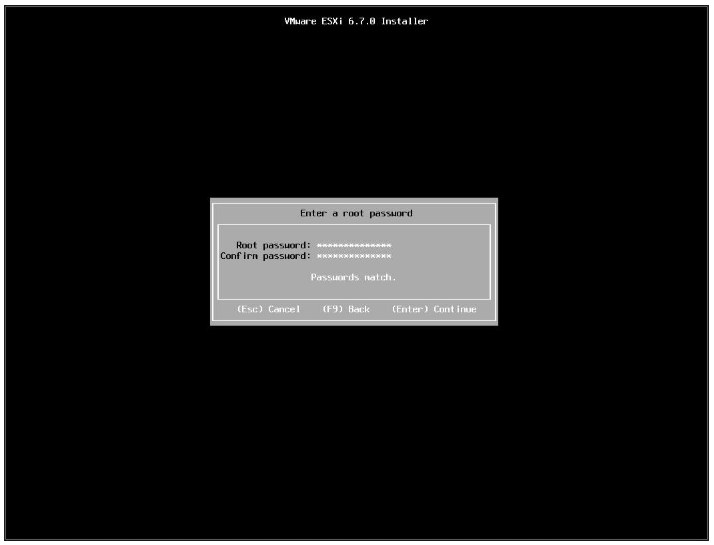 VMware ESXi 6.7.0 Installer
Enter a root password
Root password: **************
Confirm password: **************
Passwords match.
(Esc) Cancel (F9) Back (Enter) Continue